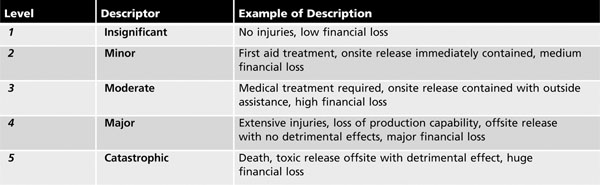 Level Descriptor Example of Description
1 Insignificant No injuries, low financial loss
2 Minor First aid treatment, onsite release immediately contained, medium
financial loss
3 Moderate Medical treatment required, onsite release contained with outside
assistance, high financial loss
4 Major Extensive injuries, loss of production capability, offsite release
with no detrimental effects, major financial loss
5 Catastrophic Death, toxic release offsite with detrimental effect, huge
financial loss